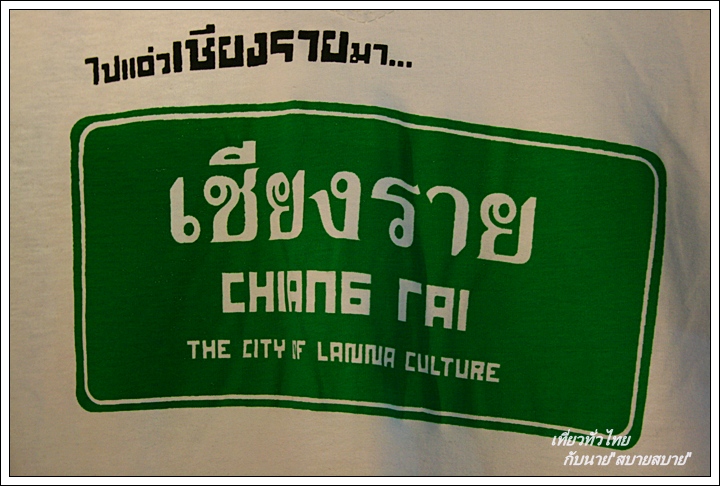 ไปแอ่วเชียงรายมา...
เชียงราย
CHIANG RAI
THE CITY OF LANNA CULTURE
เที่ยวทั่วไทย
กับนาย"สบายสบาย"